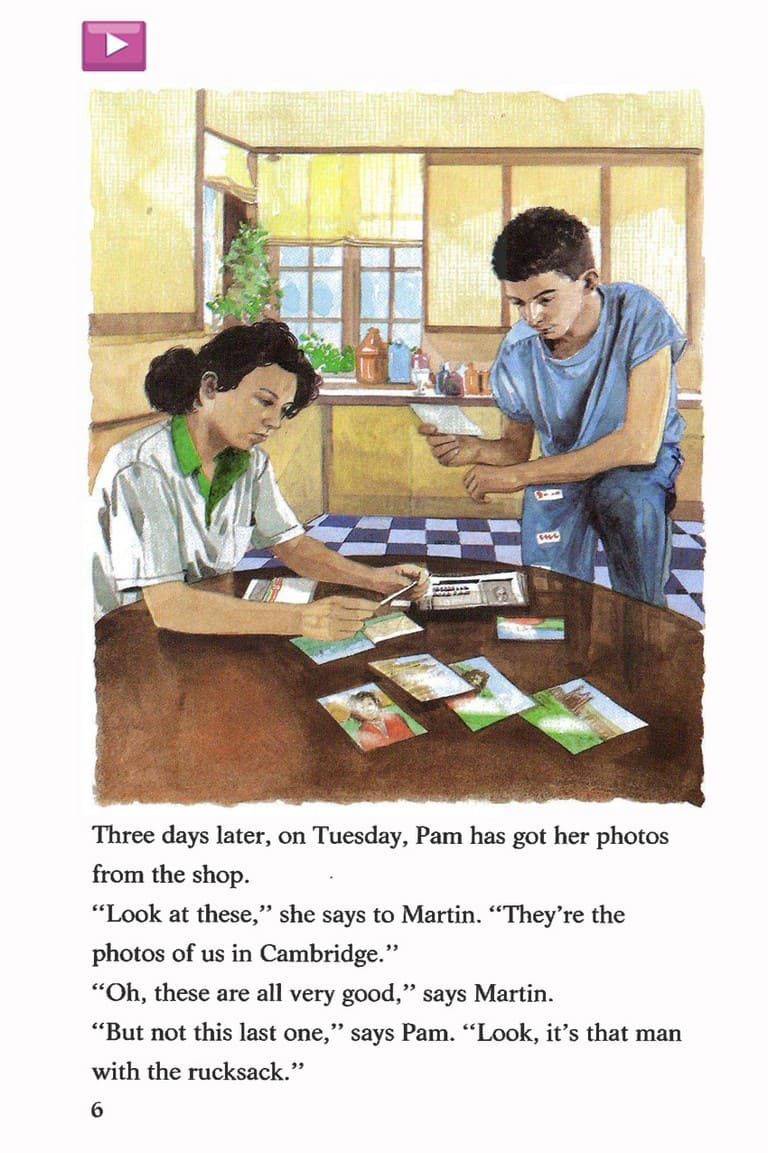 Three days later, on Tuesday, Pam has got her photos
from the shop.
“Look at these,” she says to Martin. “They’re the
photos of us in Cambridge.”
“Oh, these are all very good,” says Martin.
“But not this last one,” says Pam. “Look, it’s that man
with the rucksack.”
6